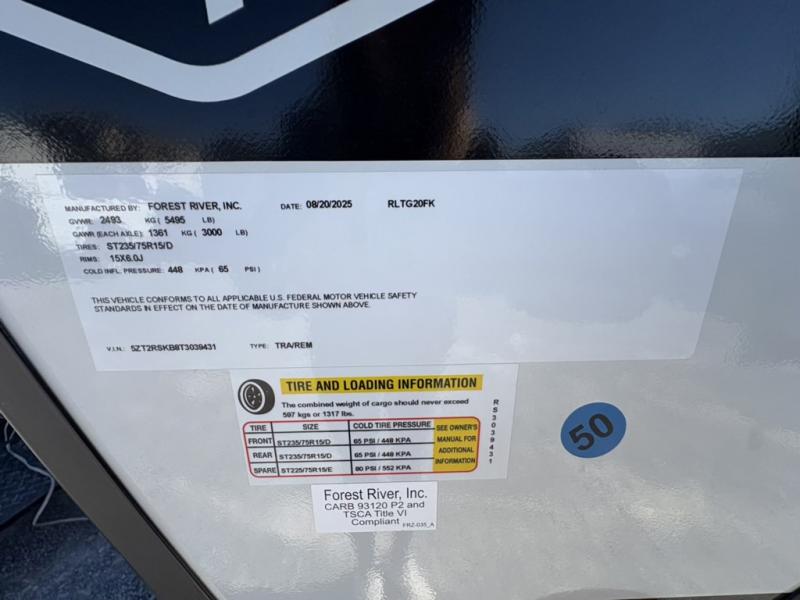 MANUFACTURED BY: FOREST RIVER, INC. DATE: 08/20/2025 RLTG20FK
GVWR: 2493 KG ( 5495 LB)
GAWR (EACH AXLE): 1361 KG ( 3000 LB)
TIRES: ST235/75R15/D
RIMS: 15X6.0J
COLD INFL. PRESSURE: 448 KPA ( 65 PSI )
THIS VEHICLE CONFORMS TO ALL APPLICABLE U.S. FEDERAL MOTOR VEHICLE SAFETY
STANDARDS IN EFFECT ON THE DATE OF MANUFACTURE SHOWN ABOVE.
V.I.N.: 5ZT2RSKB8T3039431 TYPE: TRA/REM
TIRE AND LOADING INFORMATION
The combined weight of cargo should never exceed
597 kgs or 1317 lbs.
TIRE SIZE COLD TIRE PRESSURE
FRONT ST235/75R15/D 65 PSI / 448 KPA
REAR ST235/75R15/D 65 PSI / 448 KPA
SPARE ST225/75R15/E 80 PSI / 552 KPA
SEE OWNER'S
MANUAL FOR
ADDITIONAL
INFORMATION
RS3039431
50
Forest River, Inc.
CARB 93120 P2 and
TSCA Title VI
Compliant FRZ-035_A